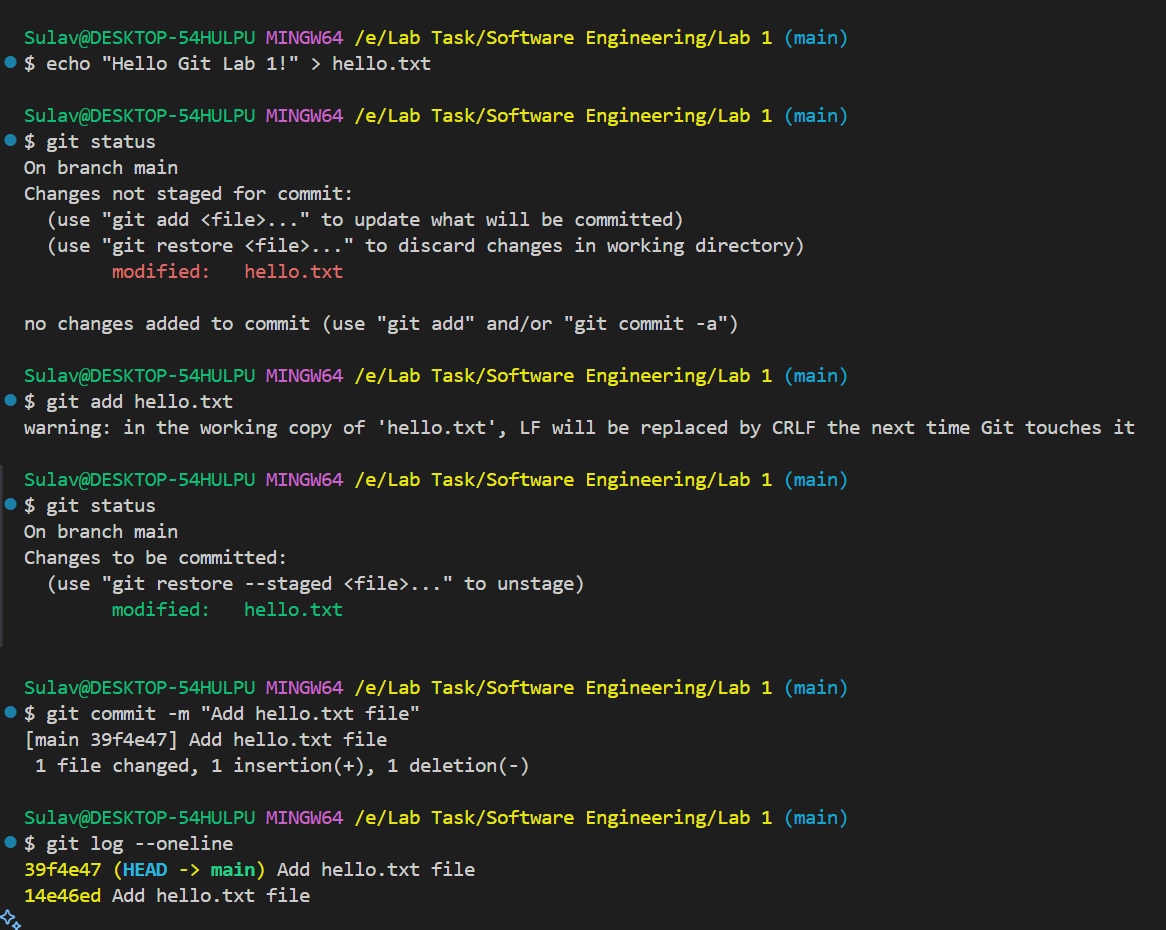 Sulav@DESKTOP-54HULPU MINGW64 /e/Lab Task/Software Engineering/Lab 1 (main)
$ echo "Hello Git Lab 1!" > hello.txt
Sulav@DESKTOP-54HULPU MINGW64 /e/Lab Task/Software Engineering/Lab 1 (main)
$ git status
On branch main
Changes not staged for commit:
  (use "git add <file>..." to update what will be committed)
  (use "git restore <file>..." to discard changes in working directory)
        modified:   hello.txt
no changes added to commit (use "git add" and/or "git commit -a")
Sulav@DESKTOP-54HULPU MINGW64 /e/Lab Task/Software Engineering/Lab 1 (main)
$ git add hello.txt
warning: in the working copy of 'hello.txt', LF will be replaced by CRLF the next time Git touches it
Sulav@DESKTOP-54HULPU MINGW64 /e/Lab Task/Software Engineering/Lab 1 (main)
$ git status
On branch main
Changes to be committed:
  (use "git restore --staged <file>..." to unstage)
        modified:   hello.txt
Sulav@DESKTOP-54HULPU MINGW64 /e/Lab Task/Software Engineering/Lab 1 (main)
$ git commit -m "Add hello.txt file"
[main 39f4e47] Add hello.txt file
 1 file changed, 1 insertion(+), 1 deletion(-)
Sulav@DESKTOP-54HULPU MINGW64 /e/Lab Task/Software Engineering/Lab 1 (main)
$ git log --oneline
39f4e47 (HEAD -> main) Add hello.txt file
14e46ed Add hello.txt file